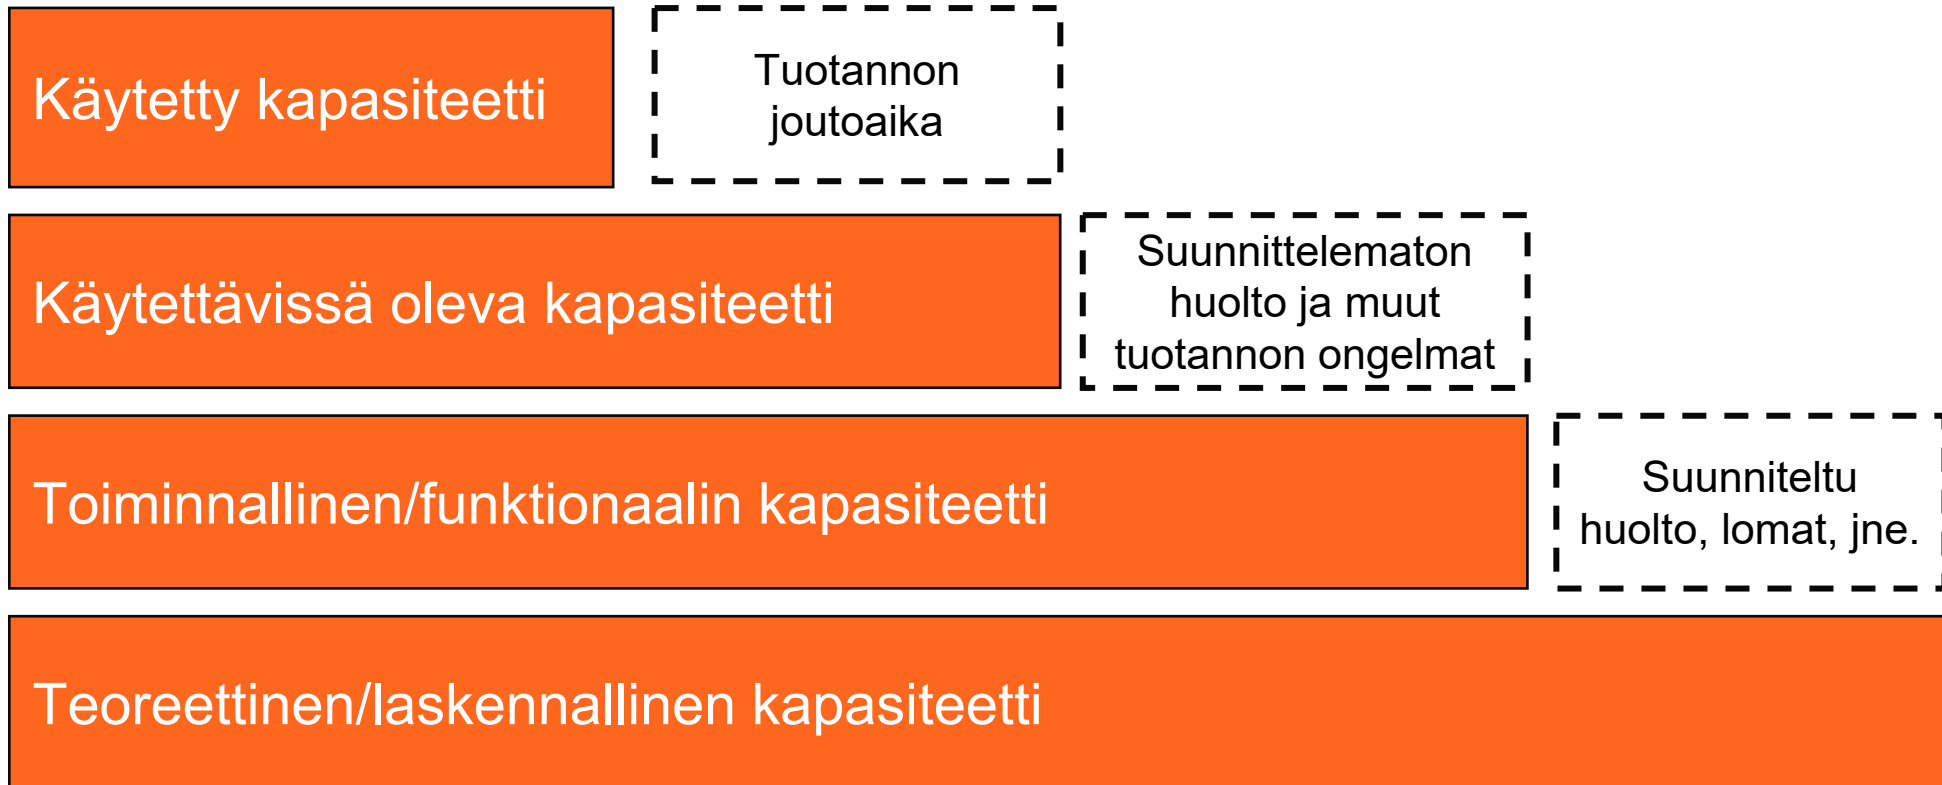 Käytetty kapasiteetti
Tuotannon
joutoaika
Käytettävissä oleva kapasiteetti
Suunnittelematon
huolto ja muut
tuotannon ongelmat
Toiminnallinen/funktionaalin kapasiteetti
Suunniteltu
huolto, lomat, jne.
Teoreettinen/laskennallinen kapasiteetti